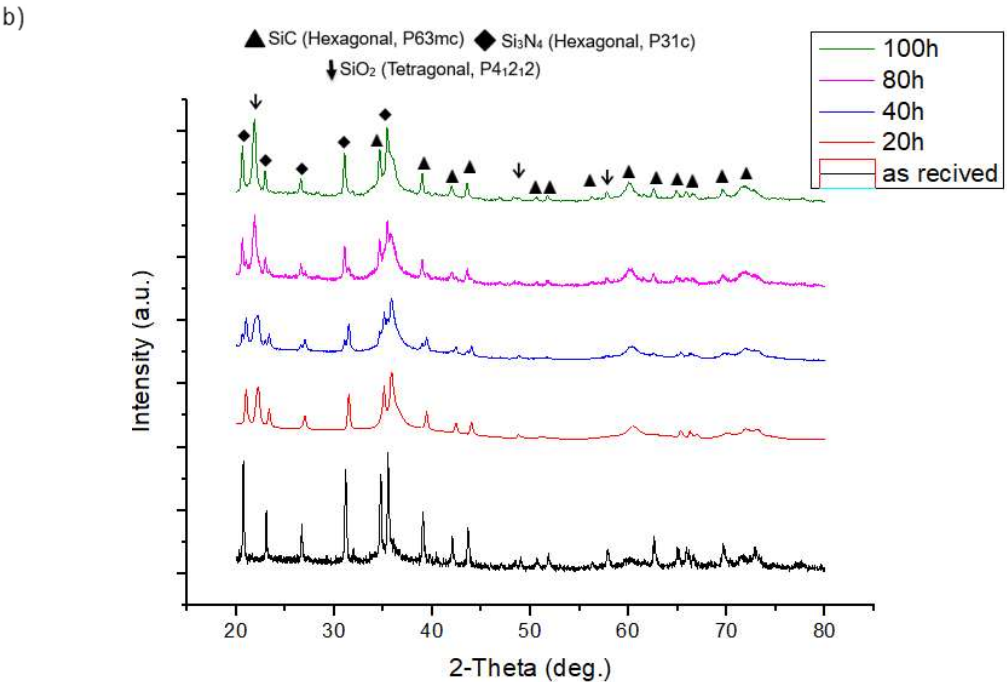 b)
▲ SiC (Hexagonal, P63mc) ◆ Si₃N₄ (Hexagonal, P31c)
↓ SiO₂ (Tetragonal, P4₁2₁2)
100h
80h
40h
20h
as recived
Intensity (a.u.)
20 30 40 50 60 70 80
2-Theta (deg.)